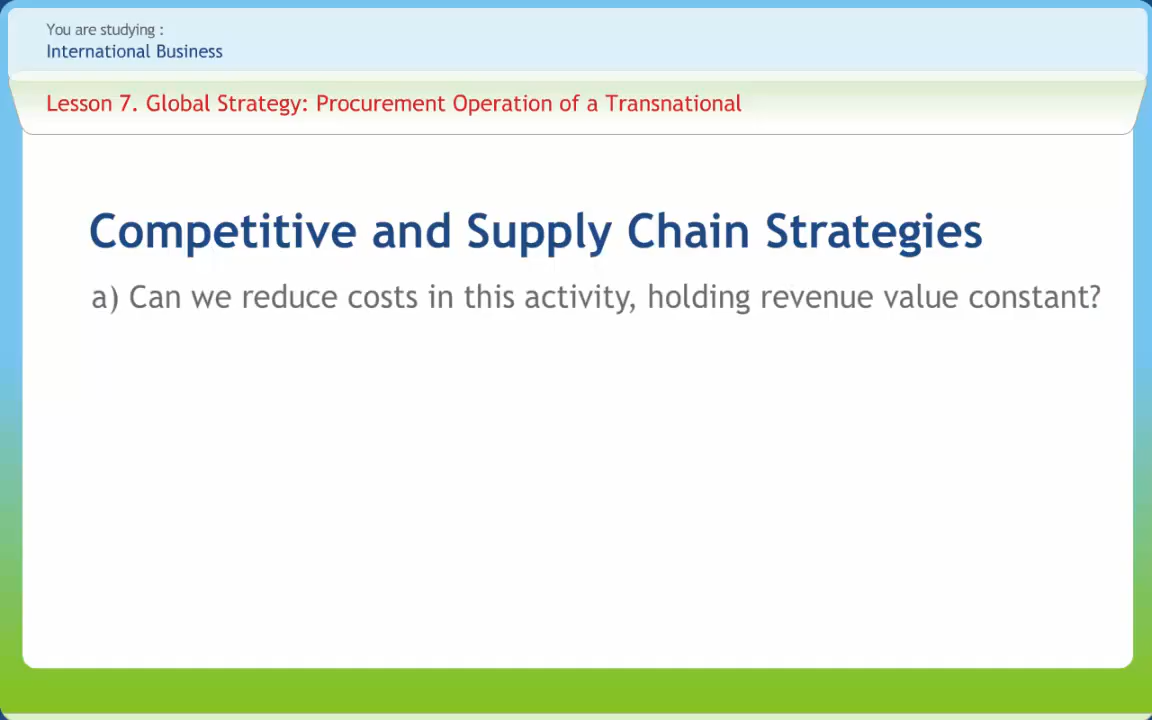 You are studying :
International Business
Lesson 7. Global Strategy: Procurement Operation of a Transnational
Competitive and Supply Chain Strategies
a) Can we reduce costs in this activity, holding revenue value constant?